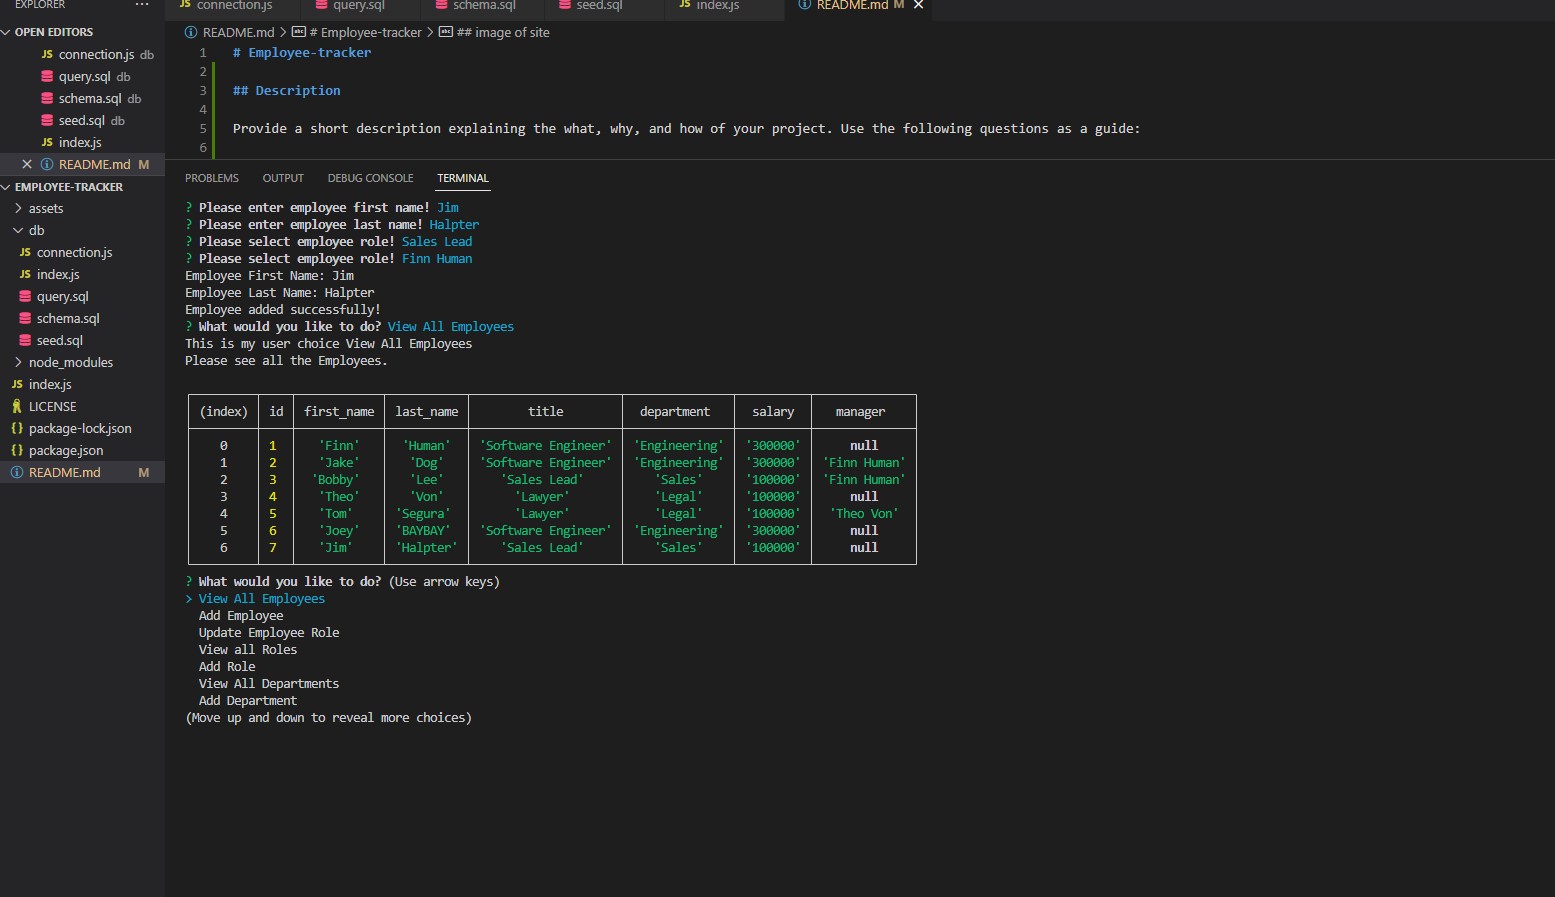 EXPLORER ...
OPEN EDITORS
JS connection.js db
query.sql db
schema.sql db
seed.sql db
JS index.js
README.md M
EMPLOYEE-TRACKER
assets
db
JS connection.js
JS index.js
query.sql
schema.sql
seed.sql
node_modules
JS index.js
LICENSE
{} package-lock.json
{} package.json
README.md M
JS connection.js query.sql schema.sql seed.sql JS index.js README.md M
README.md > # Employee-tracker > ## image of site
1 # Employee-tracker
2
3 ## Description
4
5 Provide a short description explaining the what, why, and how of your project. Use the following questions as a guide:
6
PROBLEMS OUTPUT DEBUG CONSOLE TERMINAL
? Please enter employee first name! Jim
? Please enter employee last name! Halpter
? Please select employee role! Sales Lead
? Please select employee role! Finn Human
Employee First Name: Jim
Employee Last Name: Halpter
Employee added successfully!
? What would you like to do? View All Employees
This is my user choice View All Employees
Please see all the Employees.
(index) id first_name last_name title department salary manager
0 1 'Finn' 'Human' 'Software Engineer' 'Engineering' '300000' null
1 2 'Jake' 'Dog' 'Software Engineer' 'Engineering' '300000' 'Finn Human'
2 3 'Bobby' 'Lee' 'Sales Lead' 'Sales' '100000' 'Finn Human'
3 4 'Theo' 'Von' 'Lawyer' 'Legal' '100000' null
4 5 'Tom' 'Segura' 'Lawyer' 'Legal' '100000' 'Theo Von'
5 6 'Joey' 'BAYBAY' 'Software Engineer' 'Engineering' '300000' null
6 7 'Jim' 'Halpter' 'Sales Lead' 'Sales' '100000' null
? What would you like to do? (Use arrow keys)
> View All Employees
Add Employee
Update Employee Role
View all Roles
Add Role
View All Departments
Add Department
(Move up and down to reveal more choices)